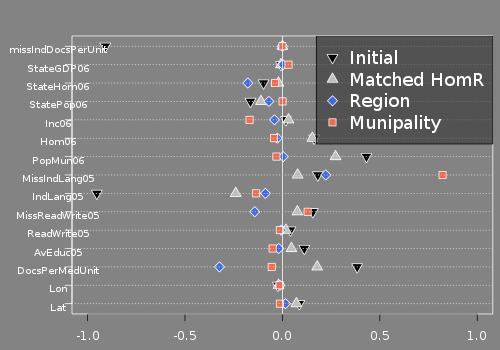 missIndDocsPerUnit
StateGDP06
StateHom06
StatePop06
Inc06
Hom06
PopMun06
MissIndLang05
IndLang05
MissReadWrite05
ReadWrite05
AvEduc05
DocsPerMedUnit
Lon
Lat
Initial
Matched HomR
Region
Munipality
-1.0 -0.5 0.0 0.5 1.0